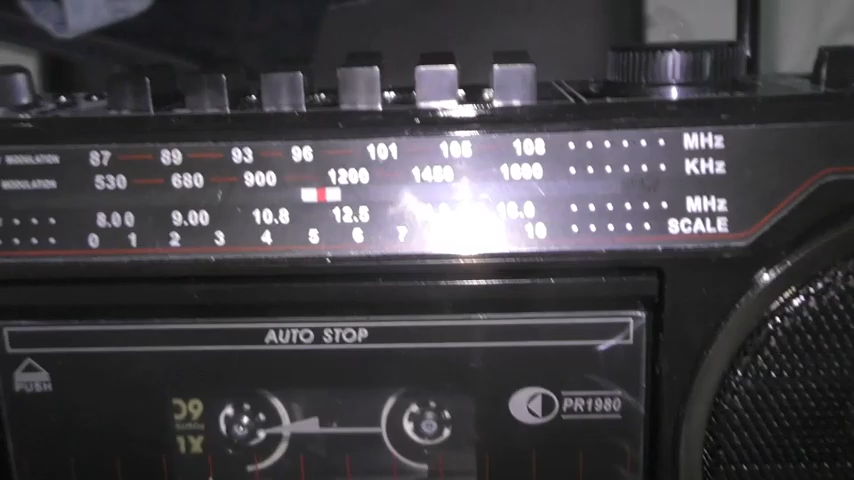 MODULATION 87 89 93 96 101 105 108 MHz
MODULATION 530 680 900 1200 1450 1600 KHz
8.00 9.00 10.8 12.5 MHz
0 1 2 3 4 5 6 7 10 SCALE
AUTO STOP
PUSH
PR1980